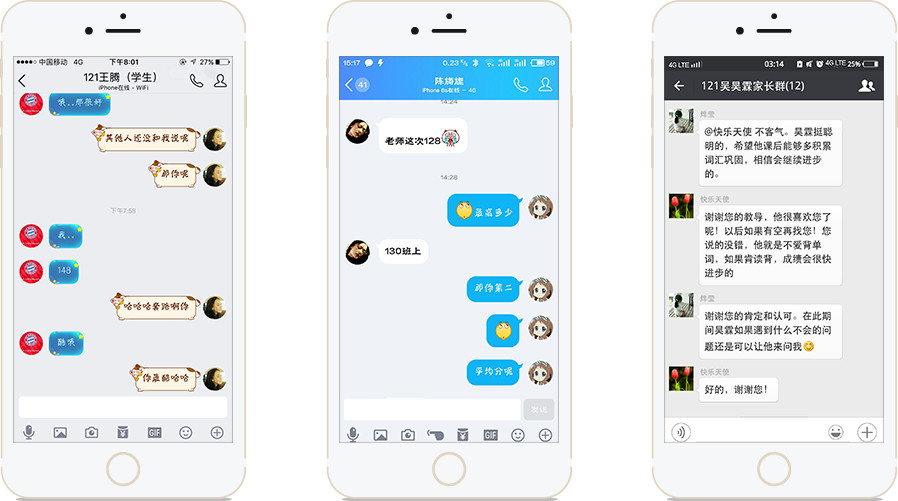 中国移动 4G 下午8:01 27%
121王腾（学生）
iPhone在线 - WiFi
哦..那很好
其他人还没和我说呢
那你呢
下午7:58
我..
148
哈哈哈套路啊你
酷哦
你最酷哈哈
15:17 0.23 59
41
iPhone 6s在线 - 4G
14:24
老师这次128
14:28
最高多少
130班上
那你第二
平均分呢
发送
4G LTE 03:14 4G LTE 25%
121吴昊霖家长群(12)
@快乐天使 不客气。昊霖挺聪
明的，希望他课后能够多积累
词汇巩固，相信会继续进步
的。
快乐天使
谢谢您的教导，他很喜欢您了
呢！以后如果有空再找您！您
说的没错，他就是不爱背单
词，如果肯读背，成绩会很快
进步的
谢谢您的肯定和认可。在此期
间昊霖如果遇到什么不会的问
题还是可以让他来问我
快乐天使
好的，谢谢您！
GIF
GIF